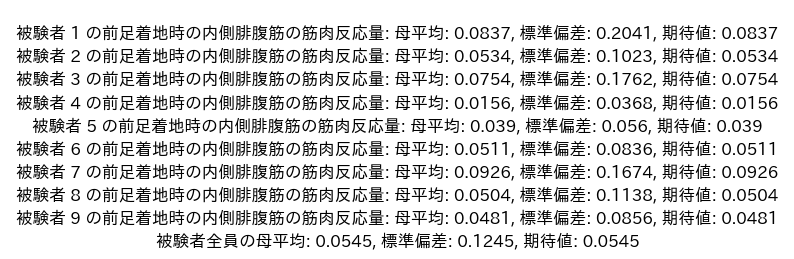 被験者 1 の前足着地時の内側腓腹筋の筋肉反応量: 母平均: 0.0837, 標準偏差: 0.2041, 期待値: 0.0837
被験者 2 の前足着地時の内側腓腹筋の筋肉反応量: 母平均: 0.0534, 標準偏差: 0.1023, 期待値: 0.0534
被験者 3 の前足着地時の内側腓腹筋の筋肉反応量: 母平均: 0.0754, 標準偏差: 0.1762, 期待値: 0.0754
被験者 4 の前足着地時の内側腓腹筋の筋肉反応量: 母平均: 0.0156, 標準偏差: 0.0368, 期待値: 0.0156
被験者 5 の前足着地時の内側腓腹筋の筋肉反応量: 母平均: 0.039, 標準偏差: 0.056, 期待値: 0.039
被験者 6 の前足着地時の内側腓腹筋の筋肉反応量: 母平均: 0.0511, 標準偏差: 0.0836, 期待値: 0.0511
被験者 7 の前足着地時の内側腓腹筋の筋肉反応量: 母平均: 0.0926, 標準偏差: 0.1674, 期待値: 0.0926
被験者 8 の前足着地時の内側腓腹筋の筋肉反応量: 母平均: 0.0504, 標準偏差: 0.1138, 期待値: 0.0504
被験者 9 の前足着地時の内側腓腹筋の筋肉反応量: 母平均: 0.0481, 標準偏差: 0.0856, 期待値: 0.0481
被験者全員の母平均: 0.0545, 標準偏差: 0.1245, 期待値: 0.0545